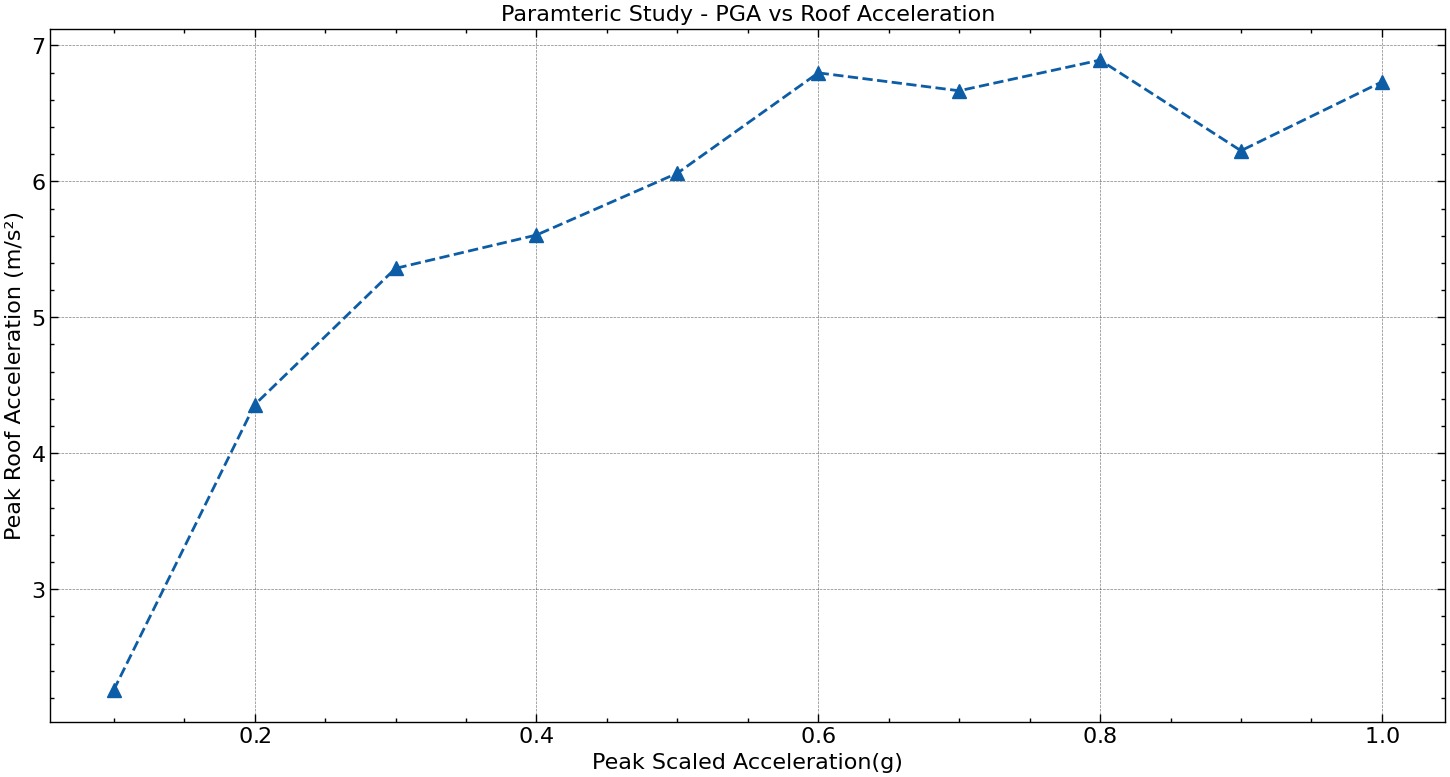 Paramteric Study - PGA vs Roof Acceleration
Peak Roof Acceleration (m/s²)
7
6
5
4
3
0.2 0.4 0.6 0.8 1.0
Peak Scaled Acceleration(g)